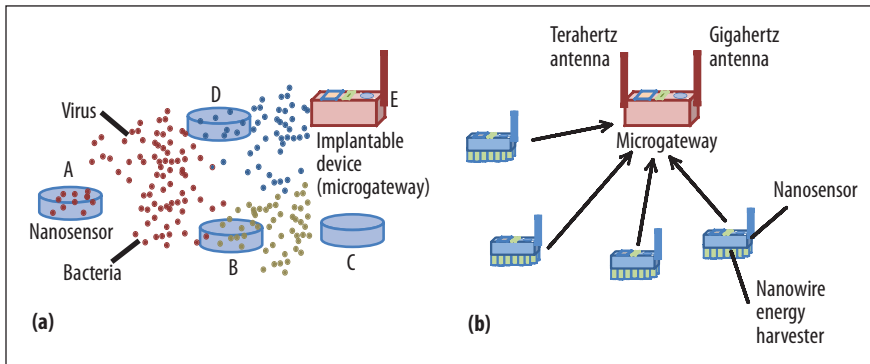 Virus
D
E
A
Implantable
device
(microgateway)
Nanosensor
B
C
Bacteria
(a)
Terahertz
antenna
Gigahertz
antenna
Microgateway
Nanosensor
Nanowire
energy
harvester
(b)